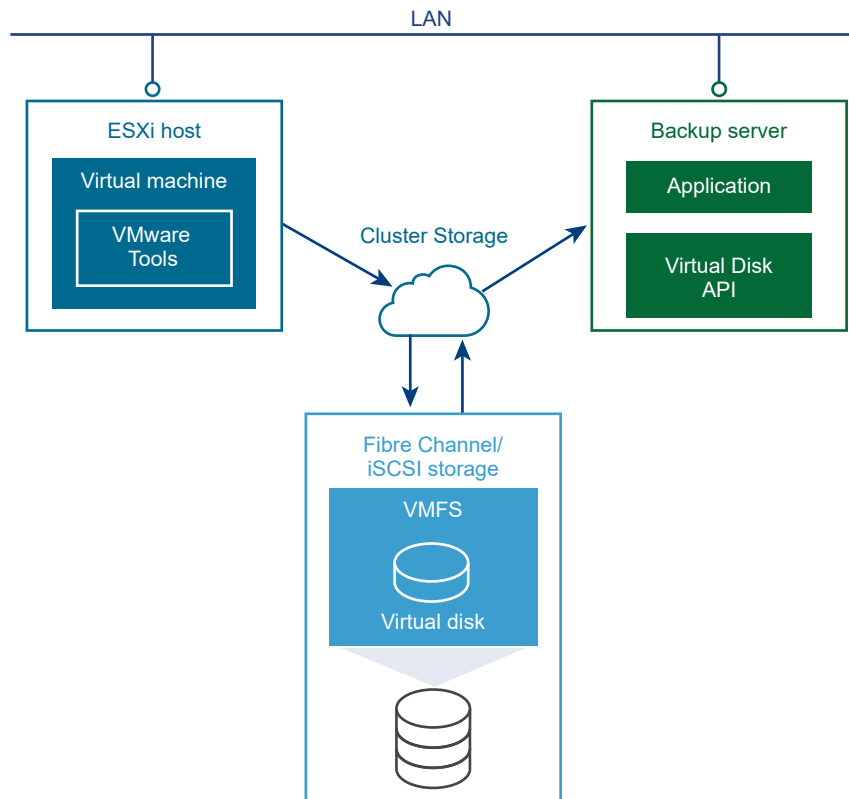 LAN
ESXi host
Virtual machine
VMware
Tools
Cluster Storage
Backup server
Application
Virtual Disk
API
Fibre Channel/
iSCSI storage
VMFS
Virtual disk